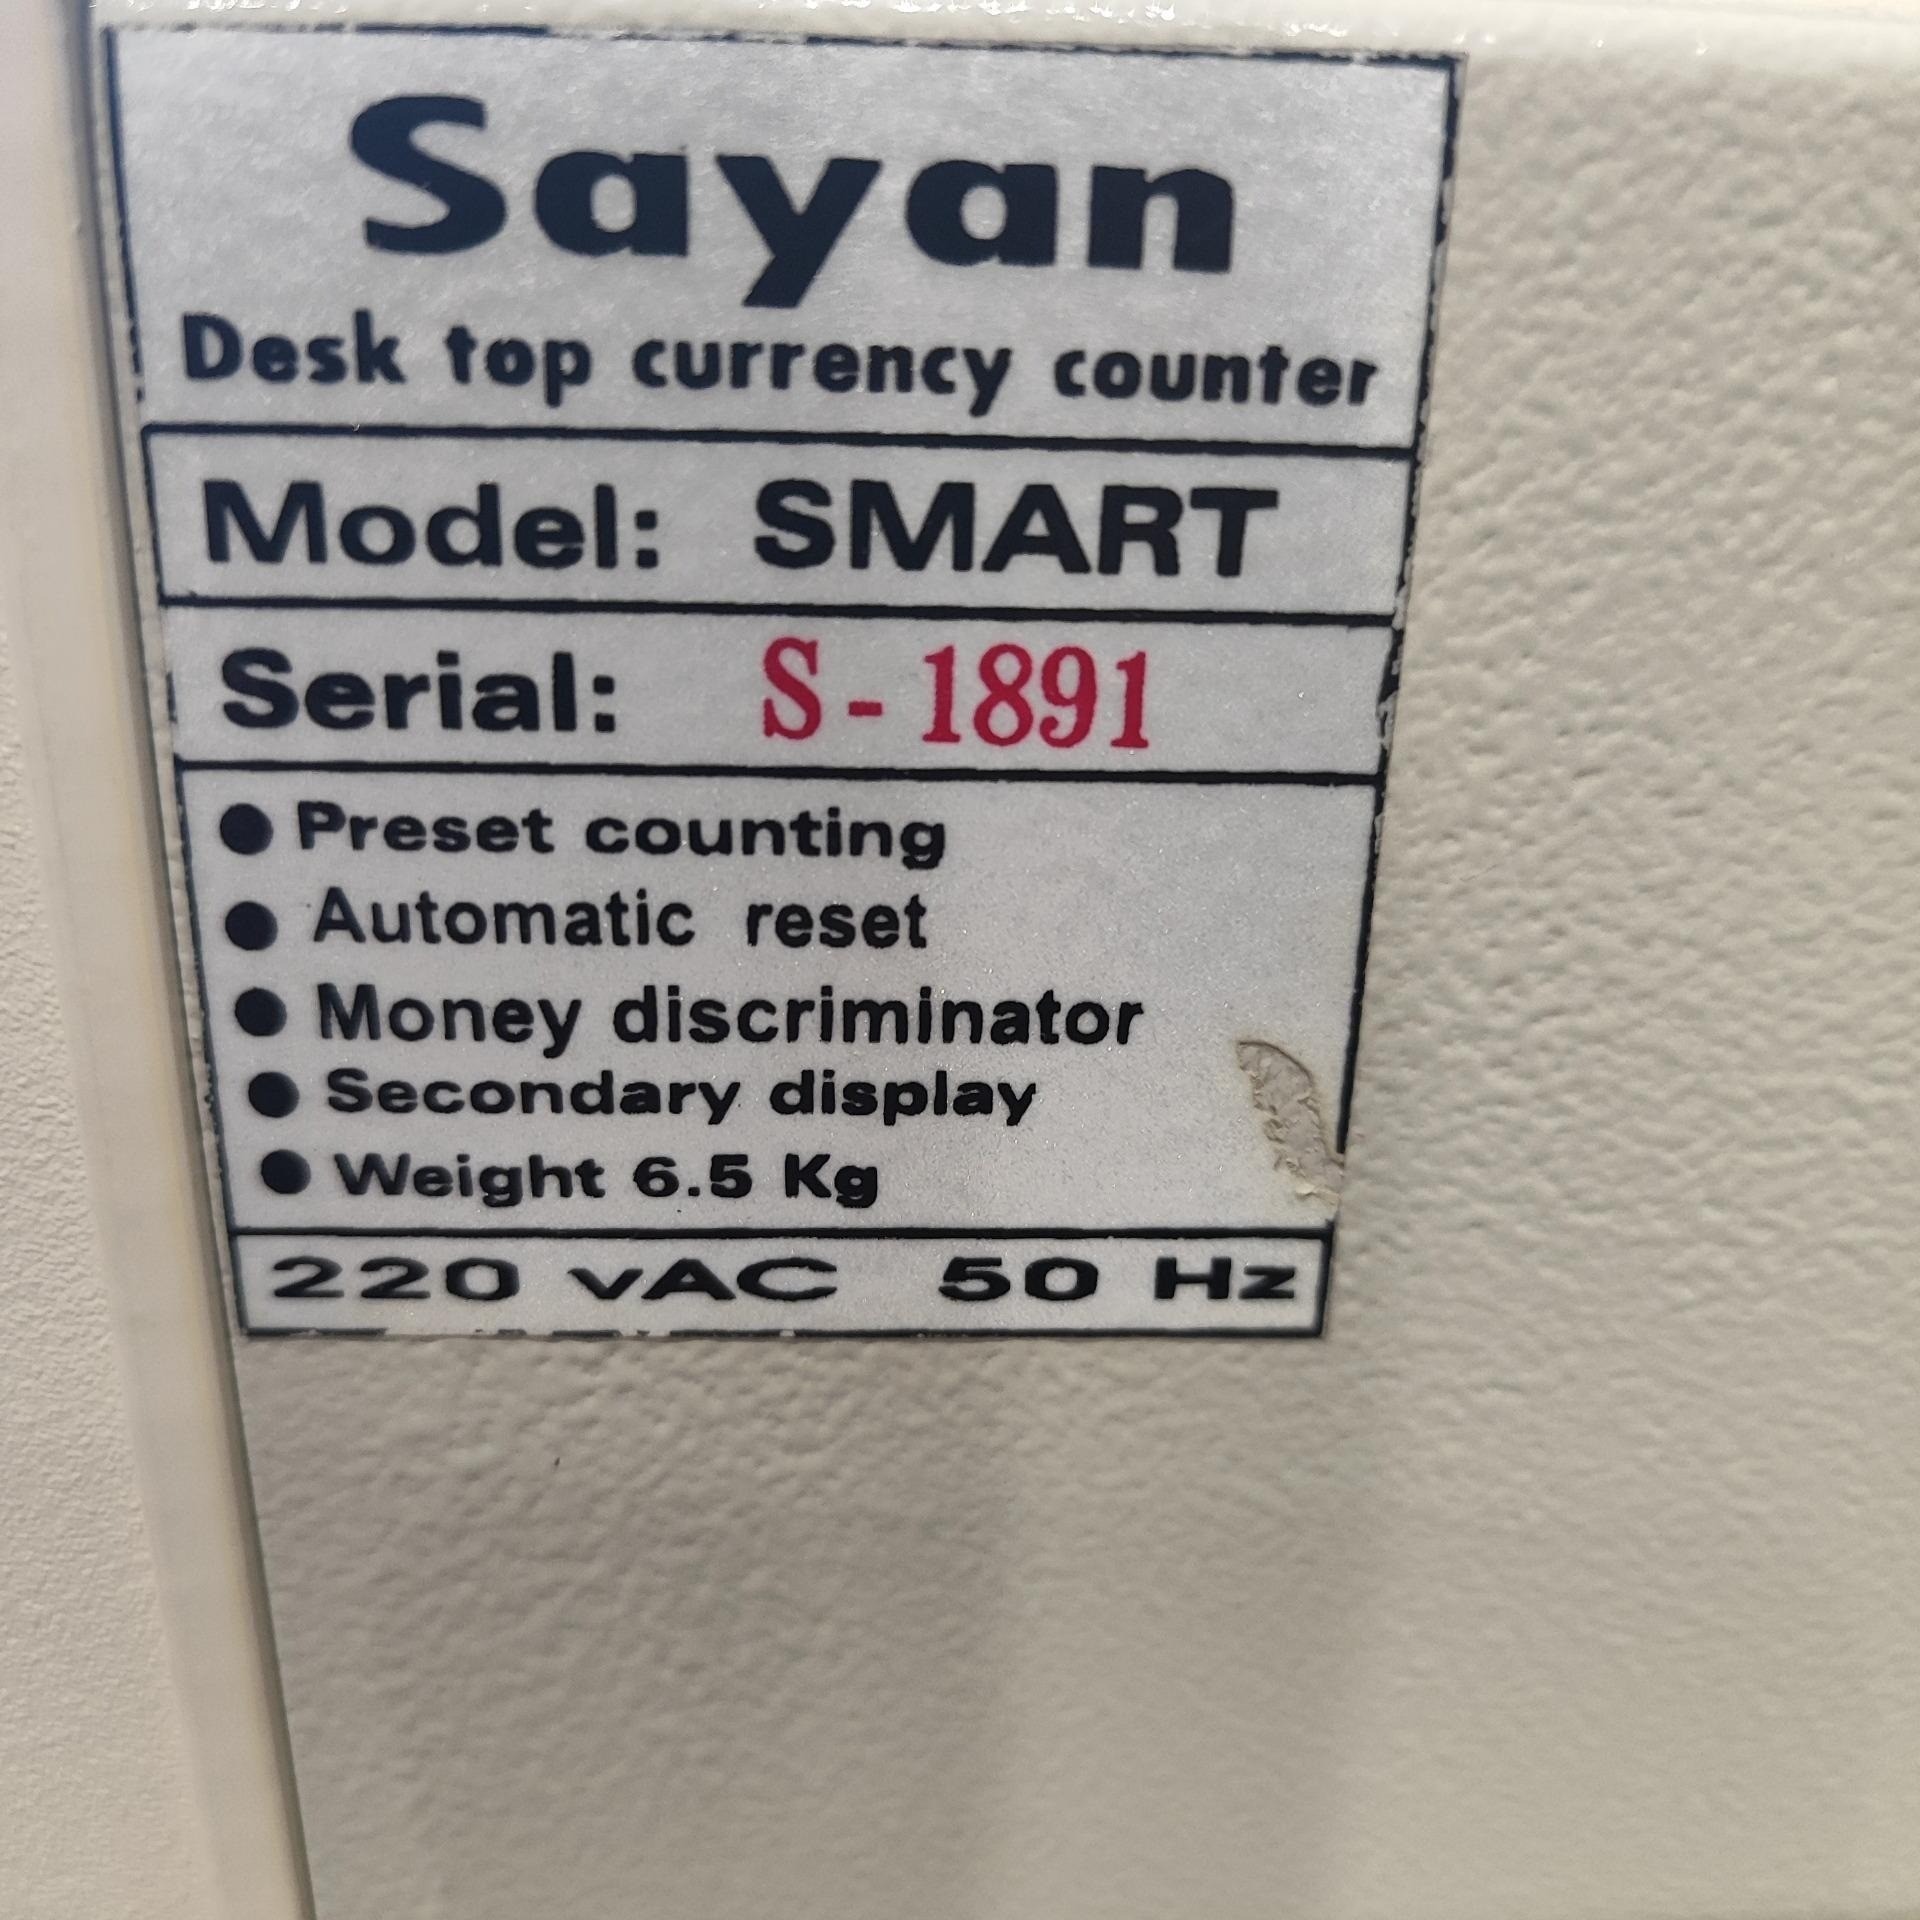 Sayan
Desk top currency counter
Model: SMART
Serial: S-1891
● Preset counting
● Automatic reset
● Money discriminator
● Secondary display
● Weight 6.5 Kg
220 vAC 50 Hz